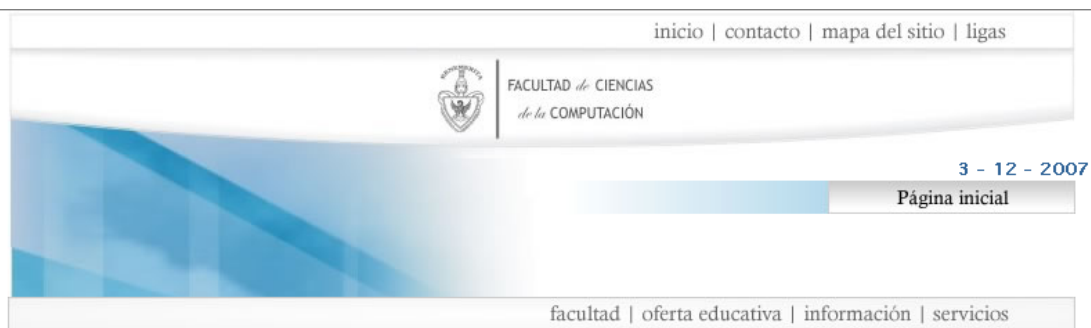 inicio | contacto | mapa del sitio | ligas
FACULTAD de CIENCIAS
de la COMPUTACIÓN
3 - 12 - 2007
Página inicial
facultad | oferta educativa | información | servicios